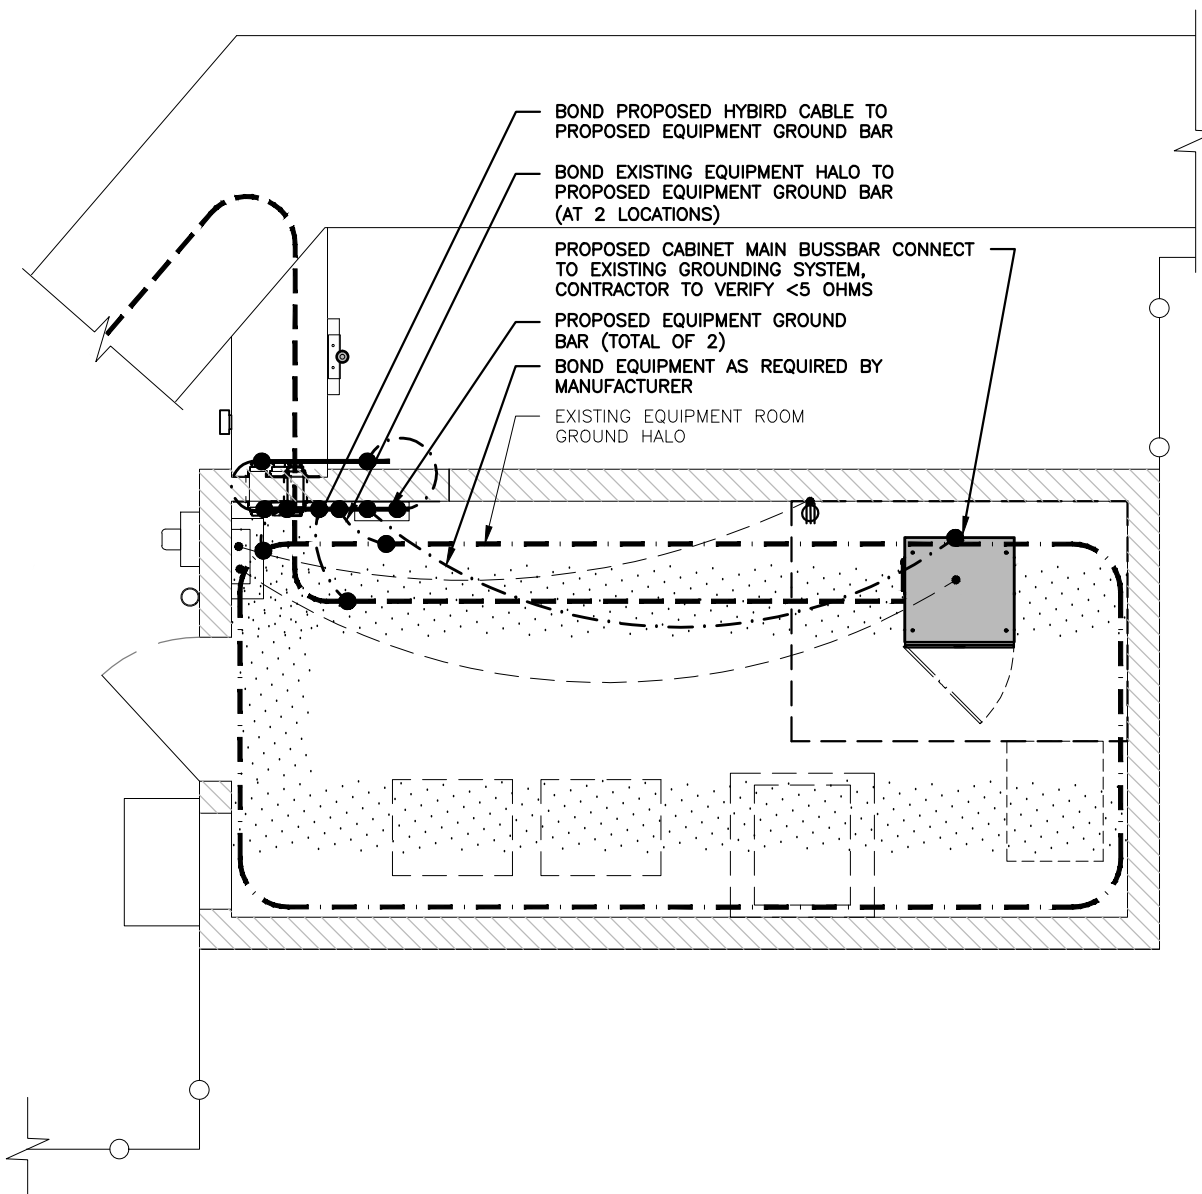 BOND PROPOSED HYBIRD CABLE TO
PROPOSED EQUIPMENT GROUND BAR
BOND EXISTING EQUIPMENT HALO TO
PROPOSED EQUIPMENT GROUND BAR
(AT 2 LOCATIONS)
PROPOSED CABINET MAIN BUSSBAR CONNECT
TO EXISTING GROUNDING SYSTEM,
CONTRACTOR TO VERIFY <5 OHMS
PROPOSED EQUIPMENT GROUND
BAR (TOTAL OF 2)
BOND EQUIPMENT AS REQUIRED BY
MANUFACTURER
EXISTING EQUIPMENT ROOM
GROUND HALO